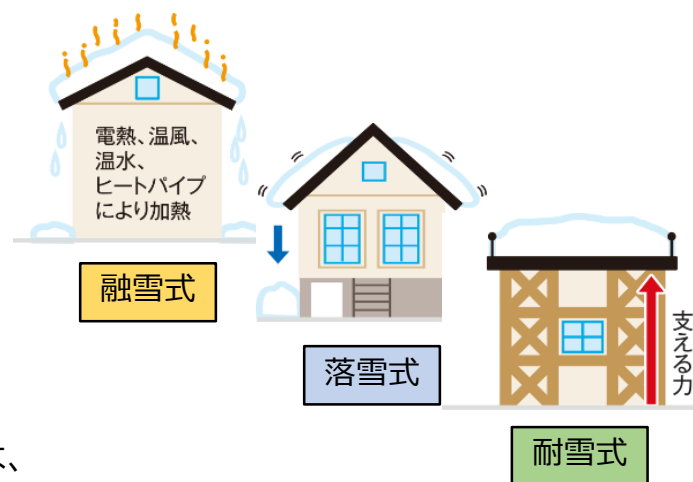 電熱、温風、
温水、
ヒートパイプ
により加熱
融雪式
落雪式
支える力
耐雪式